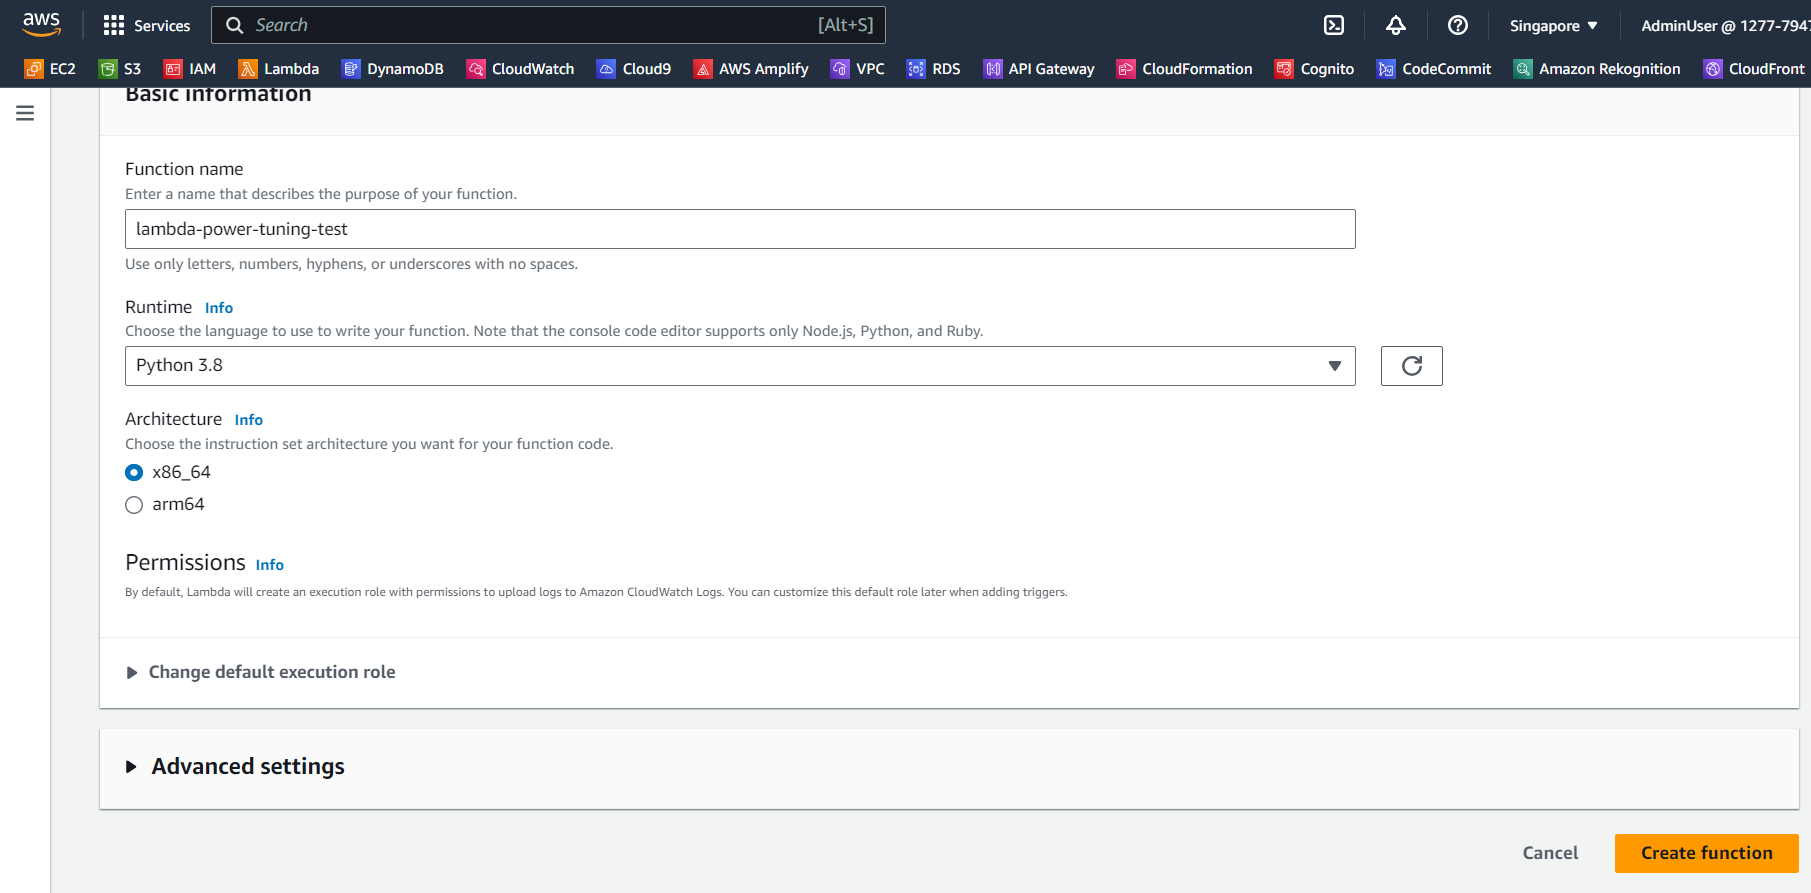 aws Services Search [Alt+S] Singapore AdminUser @ 1277-794
EC2 S3 IAM Lambda DynamoDB CloudWatch Cloud9 AWS Amplify VPC RDS API Gateway CloudFormation Cognito CodeCommit Amazon Rekognition CloudFront
Basic information
Function name
Enter a name that describes the purpose of your function.
lambda-power-tuning-test
Use only letters, numbers, hyphens, or underscores with no spaces.
Runtime Info
Choose the language to use to write your function. Note that the console code editor supports only Node.js, Python, and Ruby.
Python 3.8
Architecture Info
Choose the instruction set architecture you want for your function code.
x86_64
arm64
Permissions Info
By default, Lambda will create an execution role with permissions to upload logs to Amazon CloudWatch Logs. You can customize this default role later when adding triggers.
Change default execution role
Advanced settings
Cancel Create function